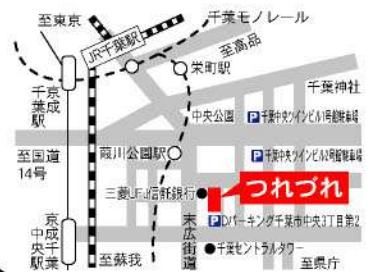 至東京
JR千葉駅
千葉モノレール
至高品
栄町駅
京成千葉駅
千葉神社
中央公園
P 千葉中央ツインビル1号館駐車場
至国道14号
葭川公園駅
P 千葉中央ツインビル2号館駐車場
三菱UFJ信託銀行
つれづれ
P Dパーキング千葉市中央3丁目第2
京成千葉中央駅
末広街道
千葉セントラルタワー
至蘇我
至県庁